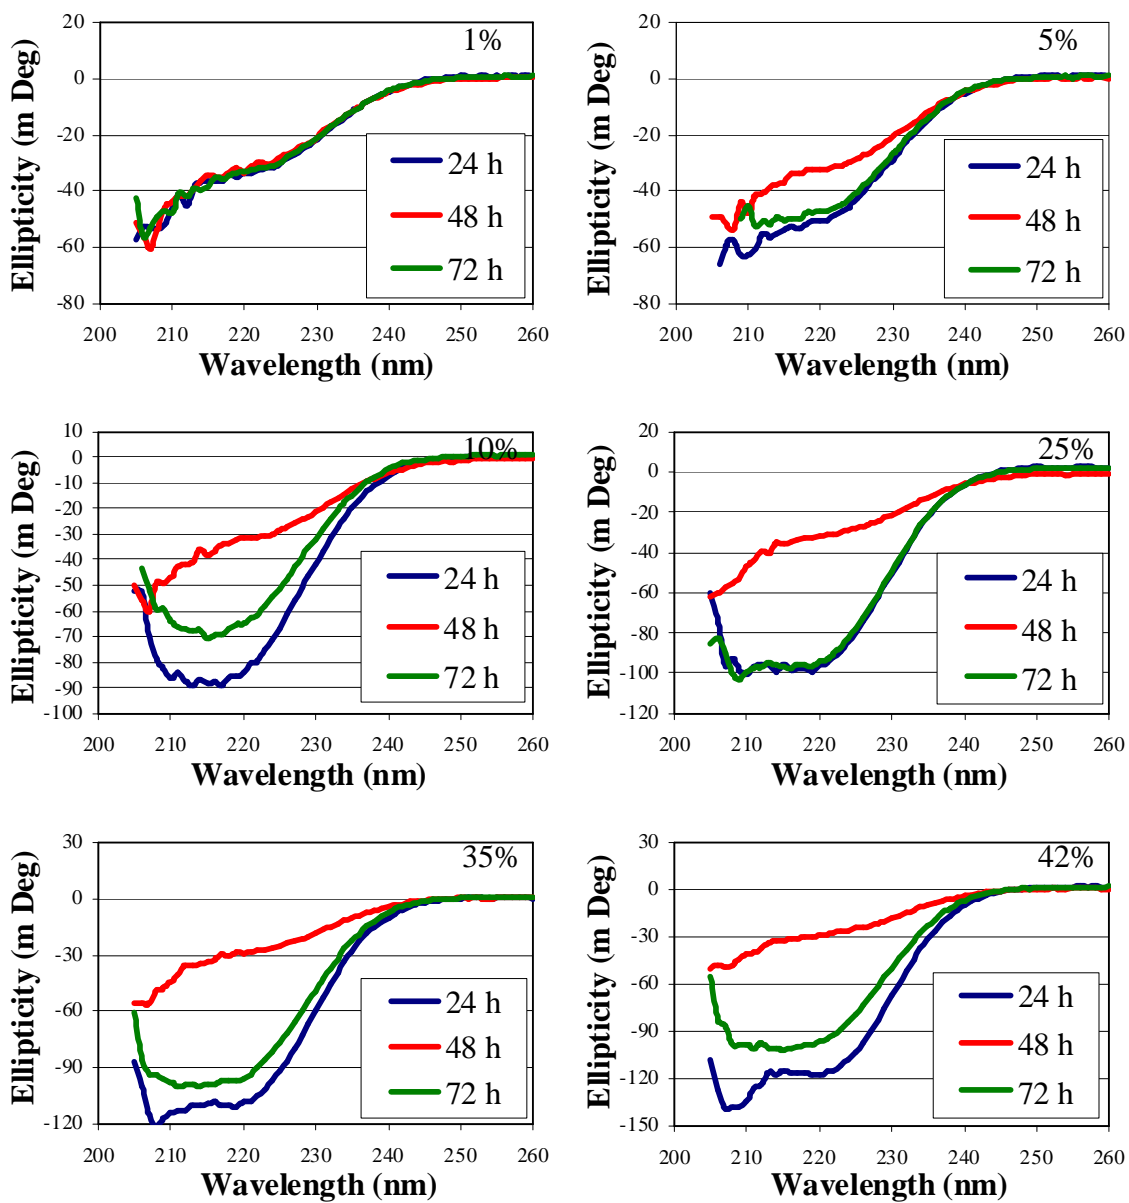 1%
20
0
-20
-40
-60
-80
200 210 220 230 240 250 260
Ellipticity (m Deg)
Wavelength (nm)
24 h
48 h
72 h
5%
20
0
-20
-40
-60
-80
200 210 220 230 240 250 260
Ellipticity (m Deg)
Wavelength (nm)
24 h
48 h
72 h
10%
10
0
-10
-20
-30
-40
-50
-60
-70
-80
-90
-100
200 210 220 230 240 250 260
Ellipticity (m Deg)
Wavelength (nm)
24 h
48 h
72 h
25%
20
0
-20
-40
-60
-80
-100
-120
200 210 220 230 240 250 260
Ellipticity (m Deg)
Wavelength (nm)
24 h
48 h
72 h
35%
30
0
-30
-60
-90
-120
200 210 220 230 240 250 260
Ellipticity (m Deg)
Wavelength (nm)
24 h
48 h
72 h
42%
30
0
-30
-60
-90
-120
-150
200 210 220 230 240 250 260
Ellipticity (m Deg)
Wavelength (nm)
24 h
48 h
72 h